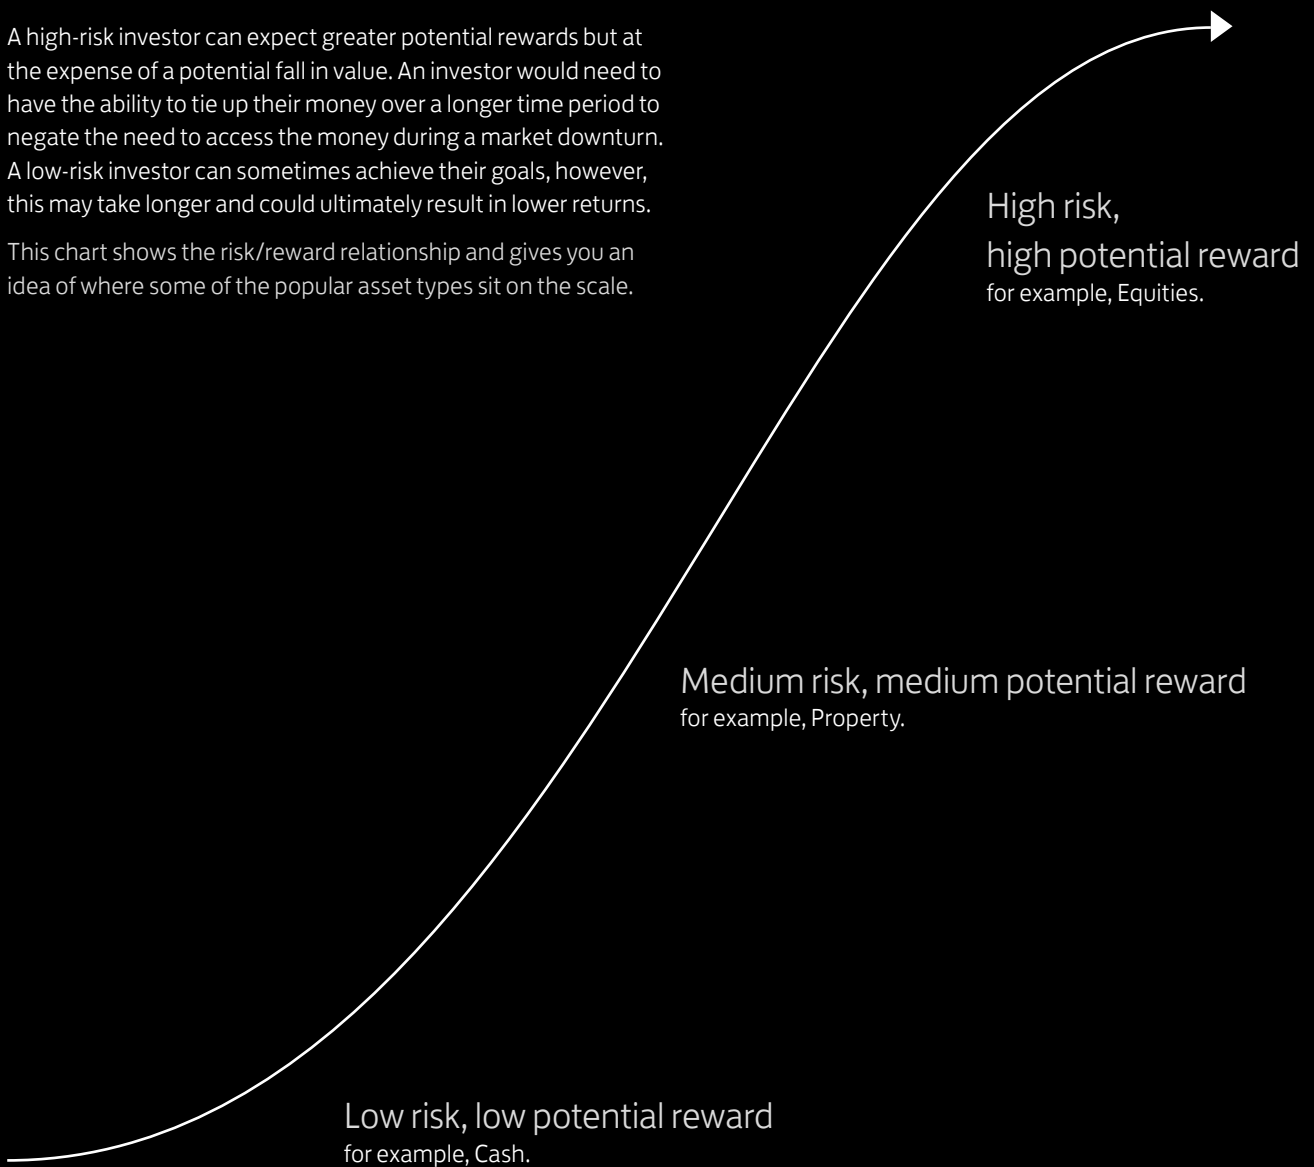 A high-risk investor can expect greater potential rewards but at
the expense of a potential fall in value. An investor would need to
have the ability to tie up their money over a longer time period to
negate the need to access the money during a market downturn.
A low-risk investor can sometimes achieve their goals, however,
this may take longer and could ultimately result in lower returns.
This chart shows the risk/reward relationship and gives you an
idea of where some of the popular asset types sit on the scale.
High risk,
high potential reward
for example, Equities.
Medium risk, medium potential reward
for example, Property.
Low risk, low potential reward
for example, Cash.